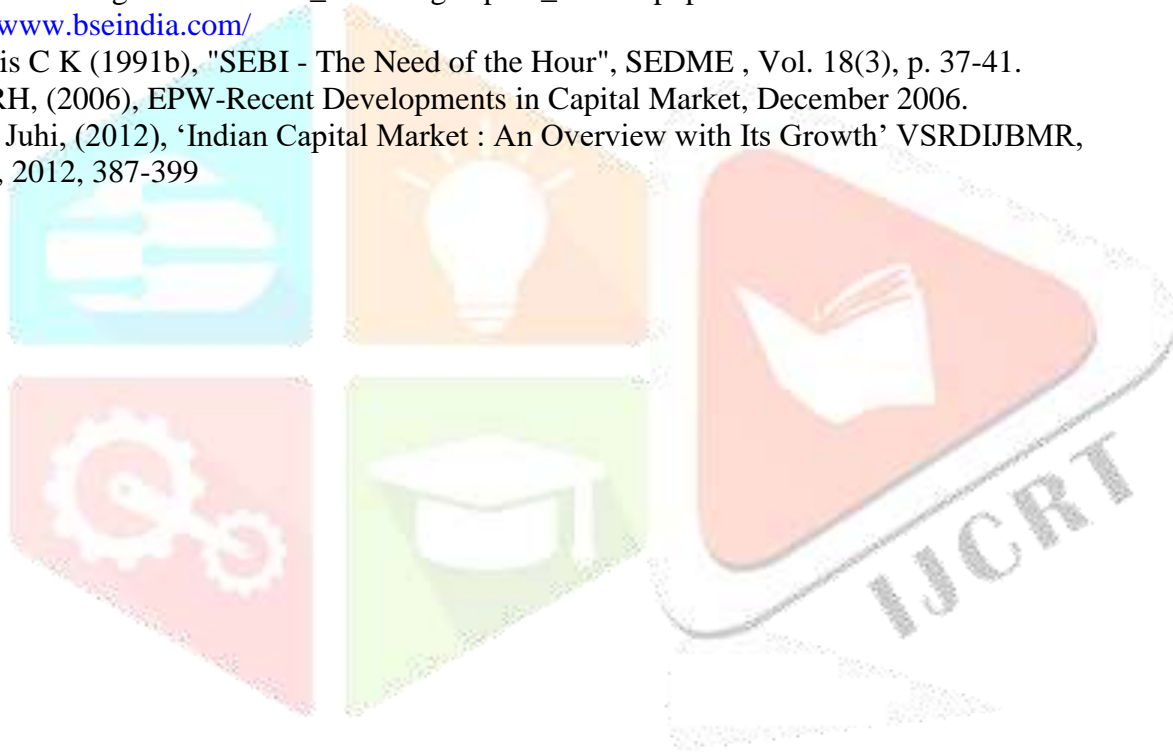 www.bseindia.com/
is C K (1991b), "SEBI - The Need of the Hour", SEDME , Vol. 18(3), p. 37-41.
RH, (2006), EPW-Recent Developments in Capital Market, December 2006.
Juhi, (2012), ‘Indian Capital Market : An Overview with Its Growth’ VSRDIJBMR,
, 2012, 387-399
IJCRT